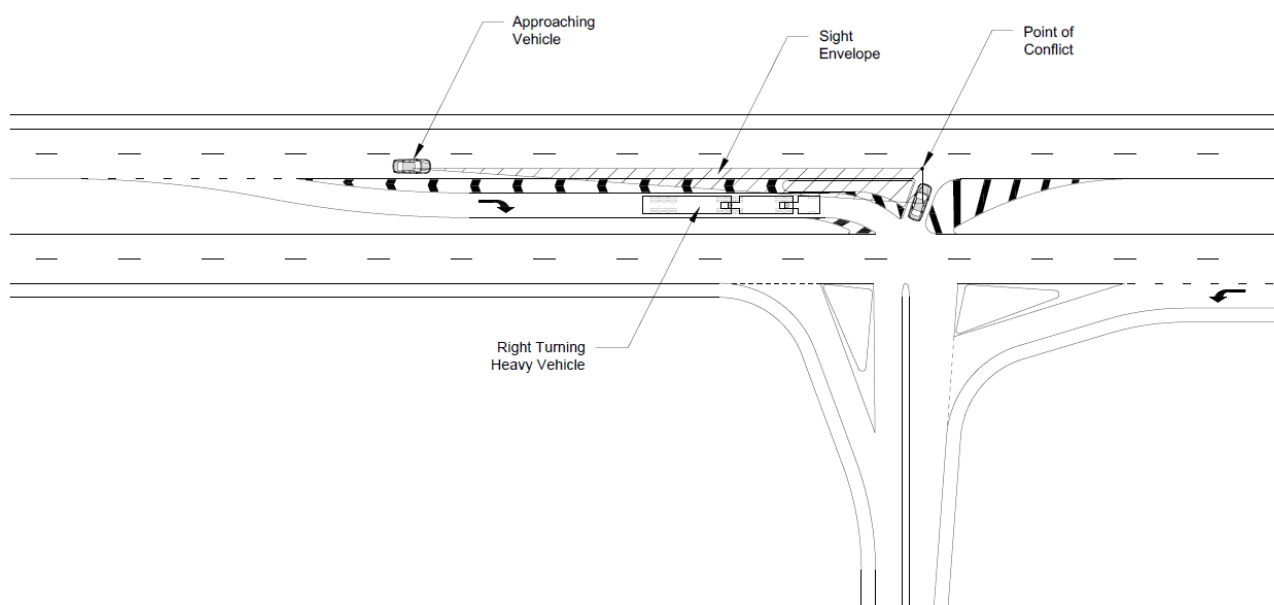 Approaching
Vehicle
Sight
Envelope
Point of
Conflict
Right Turning
Heavy Vehicle